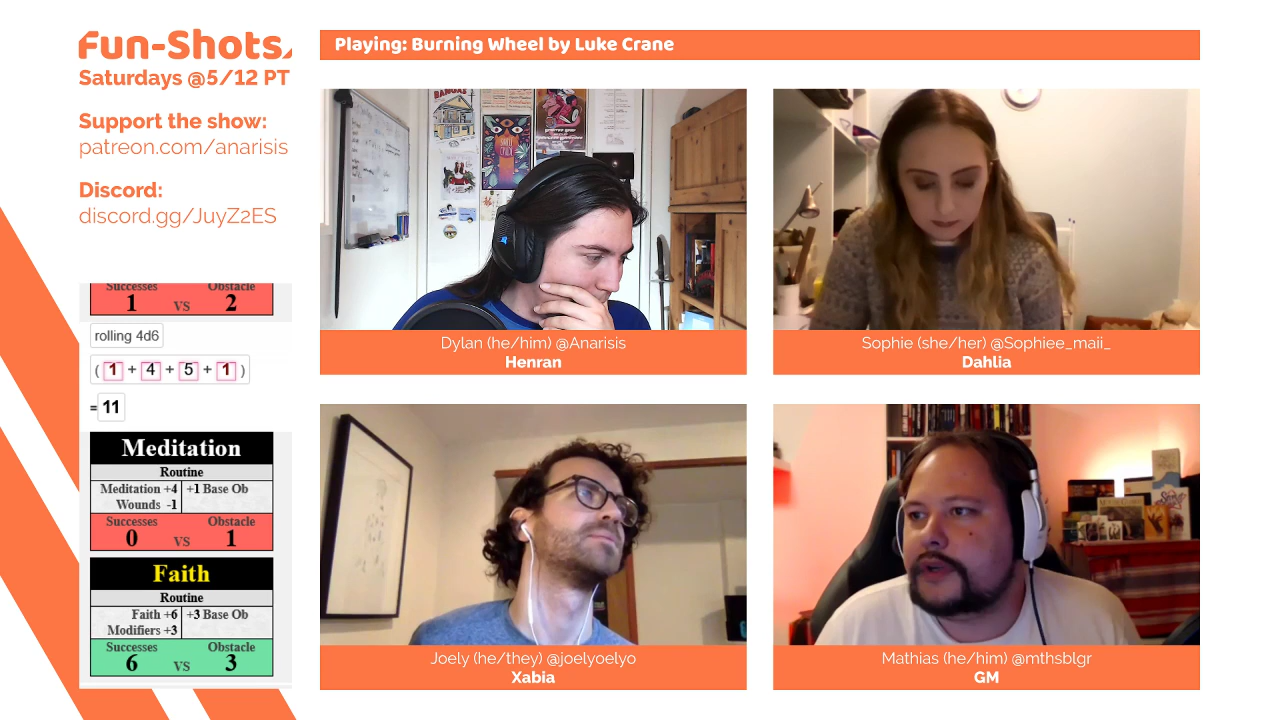 Fun-Shots
Saturdays @5/12 PT
Support the show:
patreon.com/anarisis
Discord:
discord.gg/JuyZ2ES
Playing: Burning Wheel by Luke Crane
Successes Obstacle
1 vs 2
rolling 4d6
( 1 + 4 + 5 + 1 )
= 11
Meditation
Routine
Meditation +4 +1 Base Ob
Wounds -1
Successes Obstacle
0 vs 1
Faith
Routine
Faith +6 +3 Base Ob
Modifiers +3
Successes Obstacle
6 vs 3
Dylan (he/him) @Anarisis
Henran
Sophie (she/her) @Sophiee_maii_
Dahlia
Joely (he/they) @joelyoelyo
Xabia
Mathias (he/him) @mthsblgr
GM